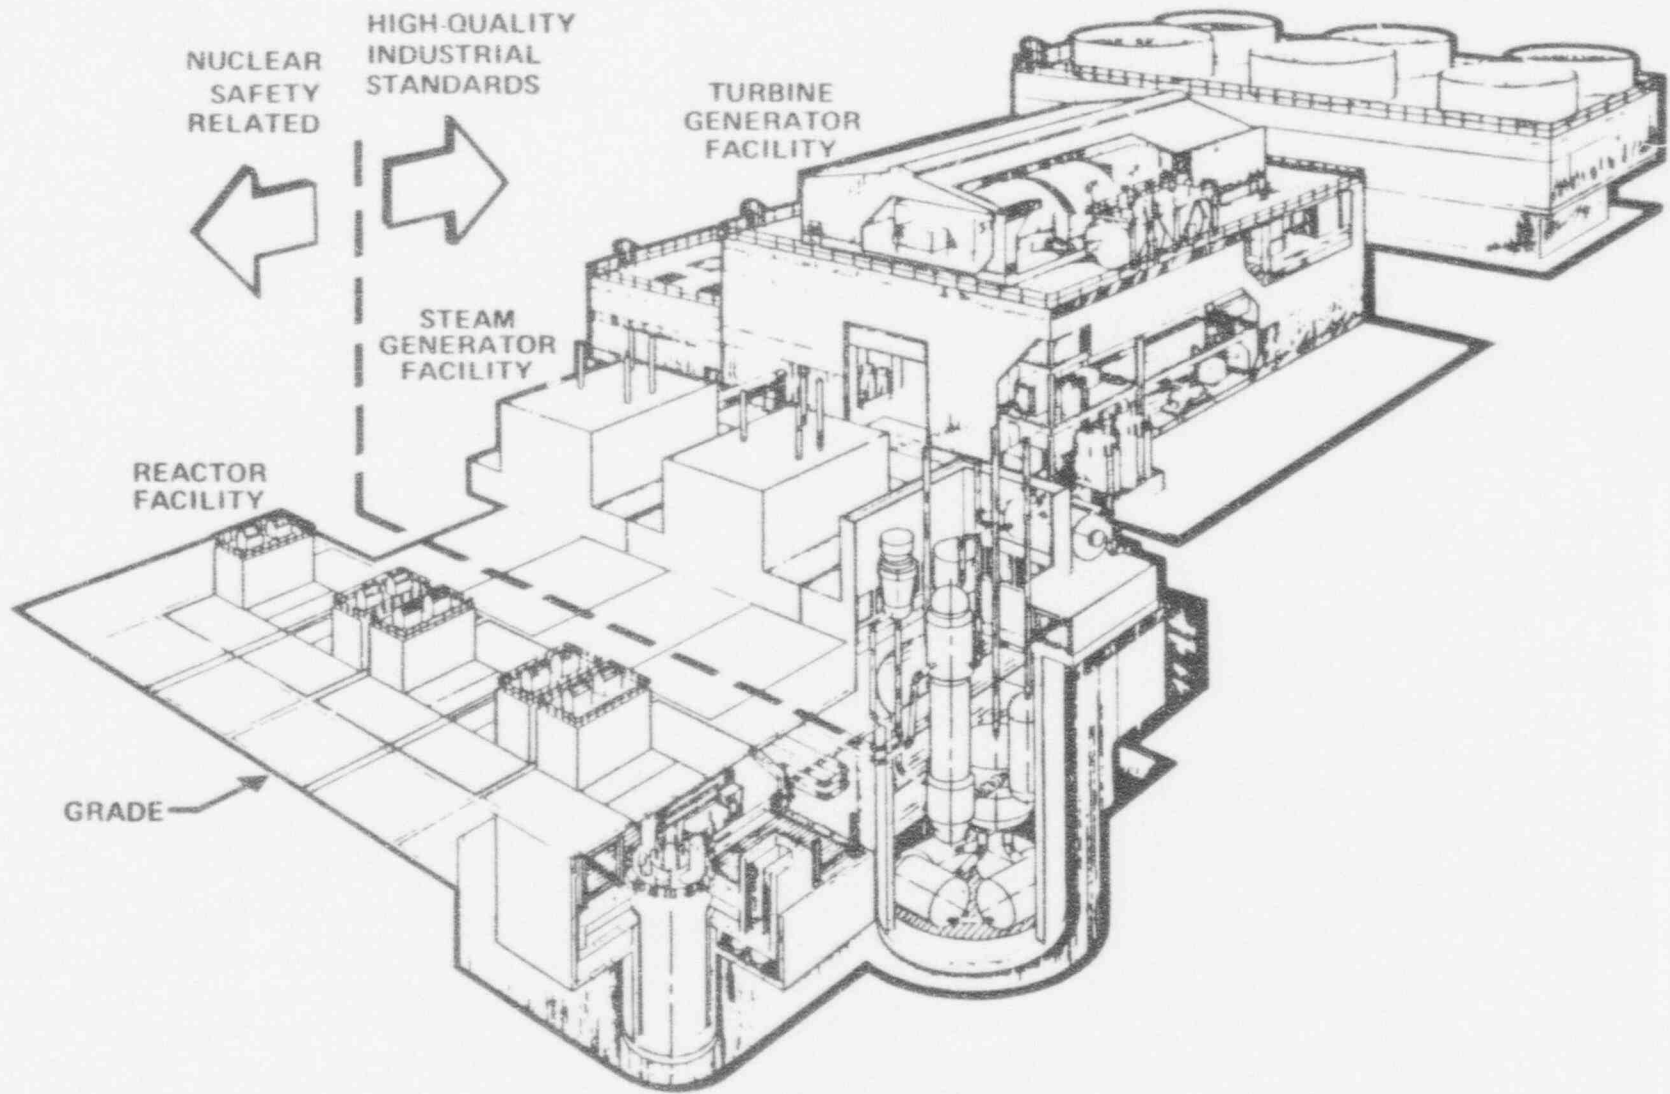 NUCLEAR
SAFETY
RELATED
HIGH-QUALITY
INDUSTRIAL
STANDARDS
TURBINE
GENERATOR
FACILITY
STEAM
GENERATOR
FACILITY
REACTOR
FACILITY
GRADE